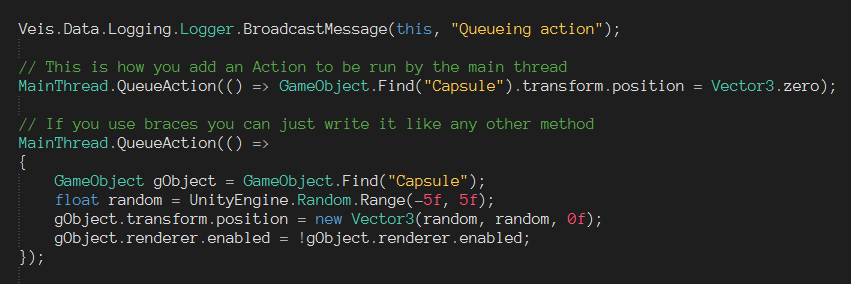 Veis.Data.Logging.Logger.BroadcastMessage(this, "Queueing action");
// This is how you add an Action to be run by the main thread
MainThread.QueueAction(() => GameObject.Find("Capsule").transform.position = Vector3.zero);
// If you use braces you can just write it like any other method
MainThread.QueueAction(() =>
{
    GameObject gObject = GameObject.Find("Capsule");
    float random = UnityEngine.Random.Range(-5f, 5f);
    gObject.transform.position = new Vector3(random, random, 0f);
    gObject.renderer.enabled = !gObject.renderer.enabled;
});